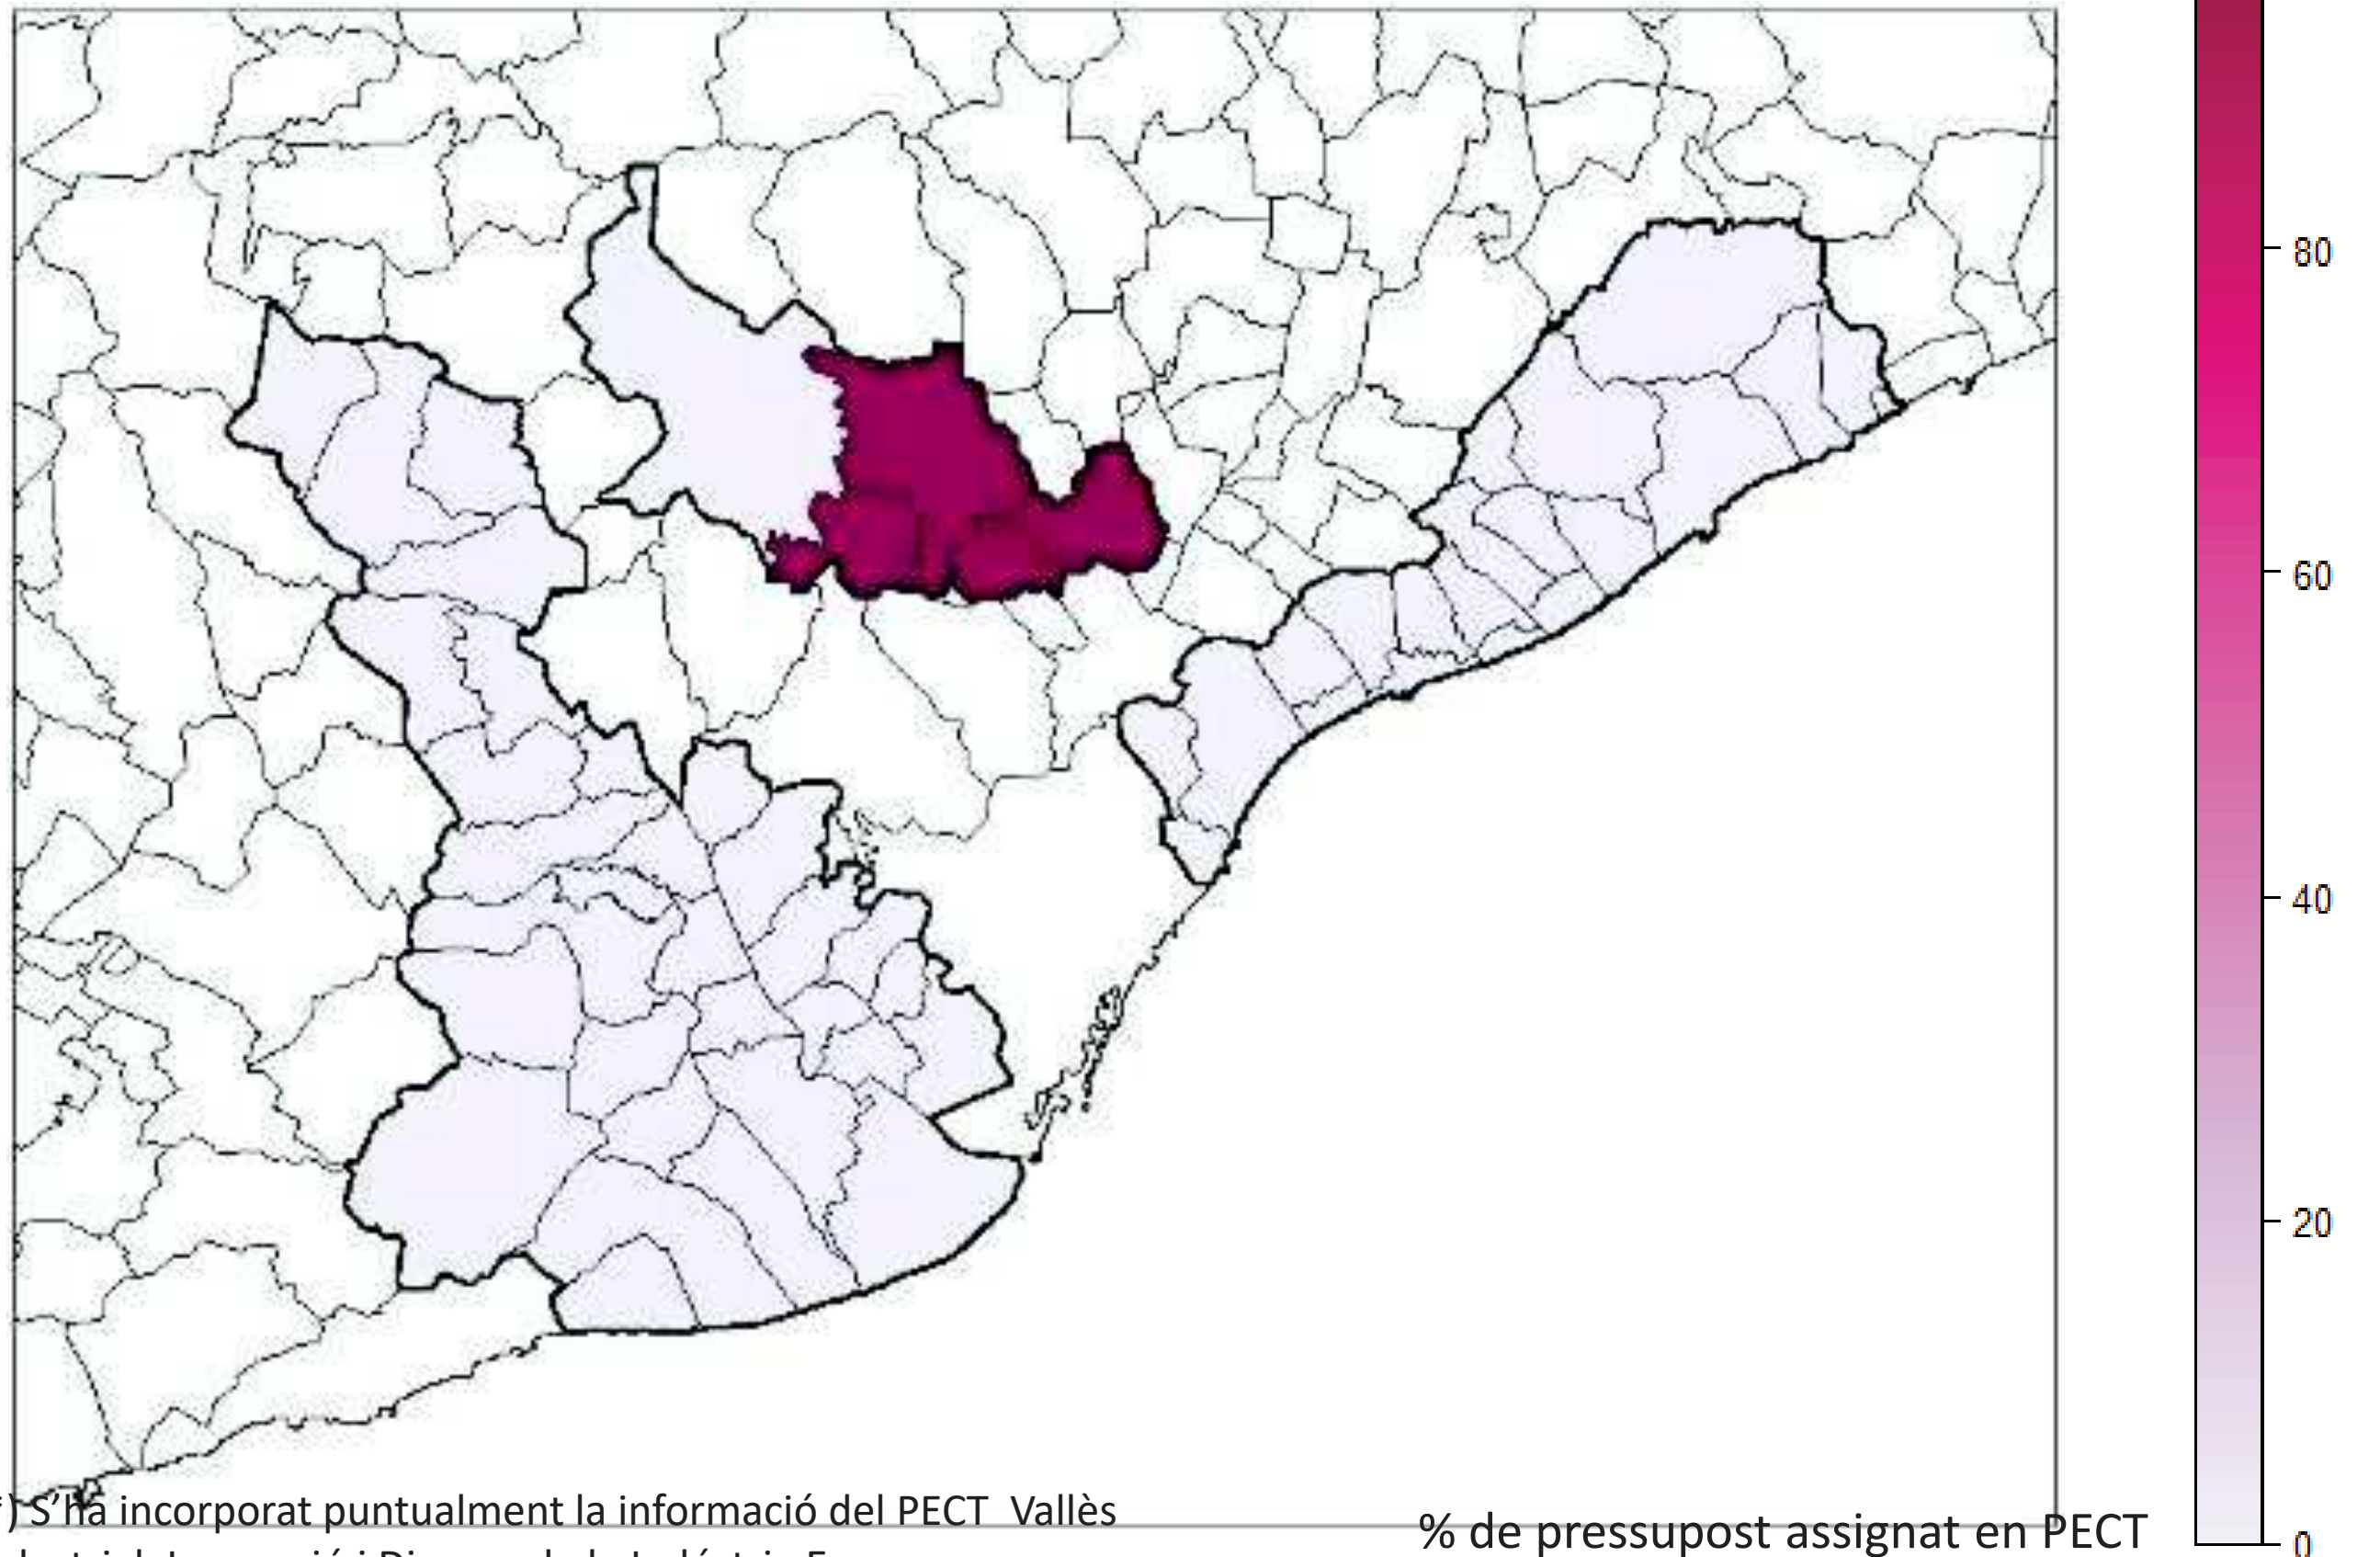 80
60
40
20
0
) S'ha incorporat puntualment la informació del PECT Vallès
% de pressupost assignat en PECT